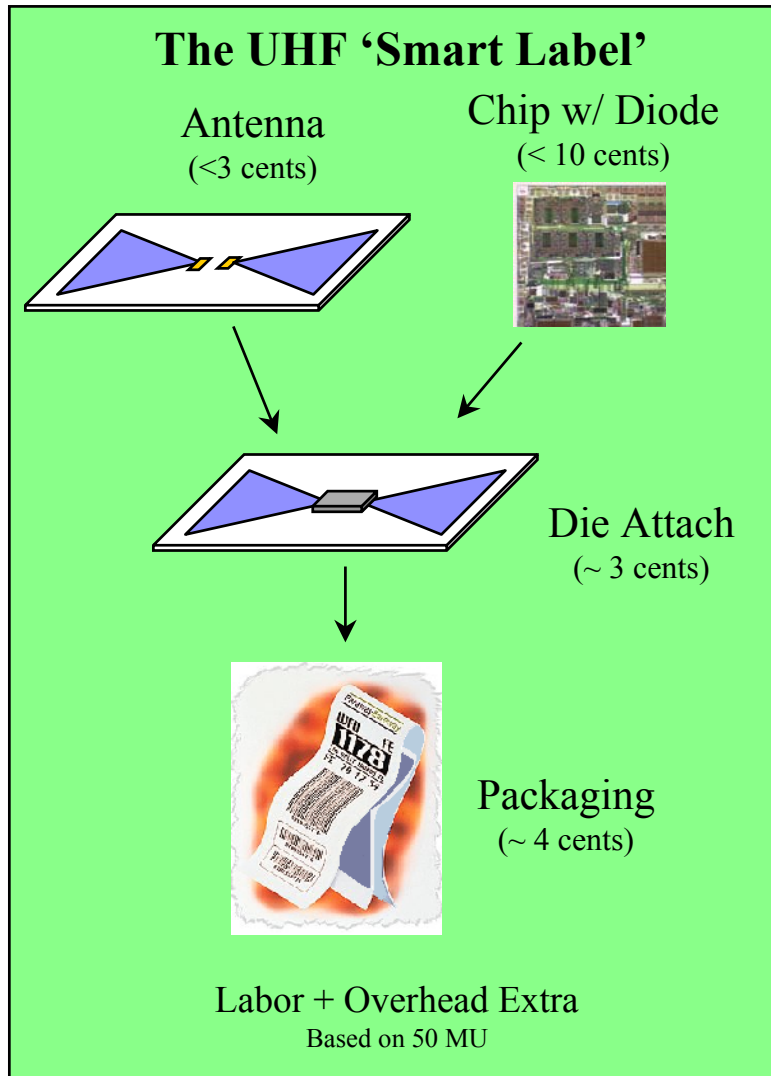 The UHF ‘Smart Label’
Antenna
(<3 cents)
Chip w/ Diode
(< 10 cents)
Die Attach
(~ 3 cents)
1178
Packaging
(~ 4 cents)
Labor + Overhead Extra
Based on 50 MU